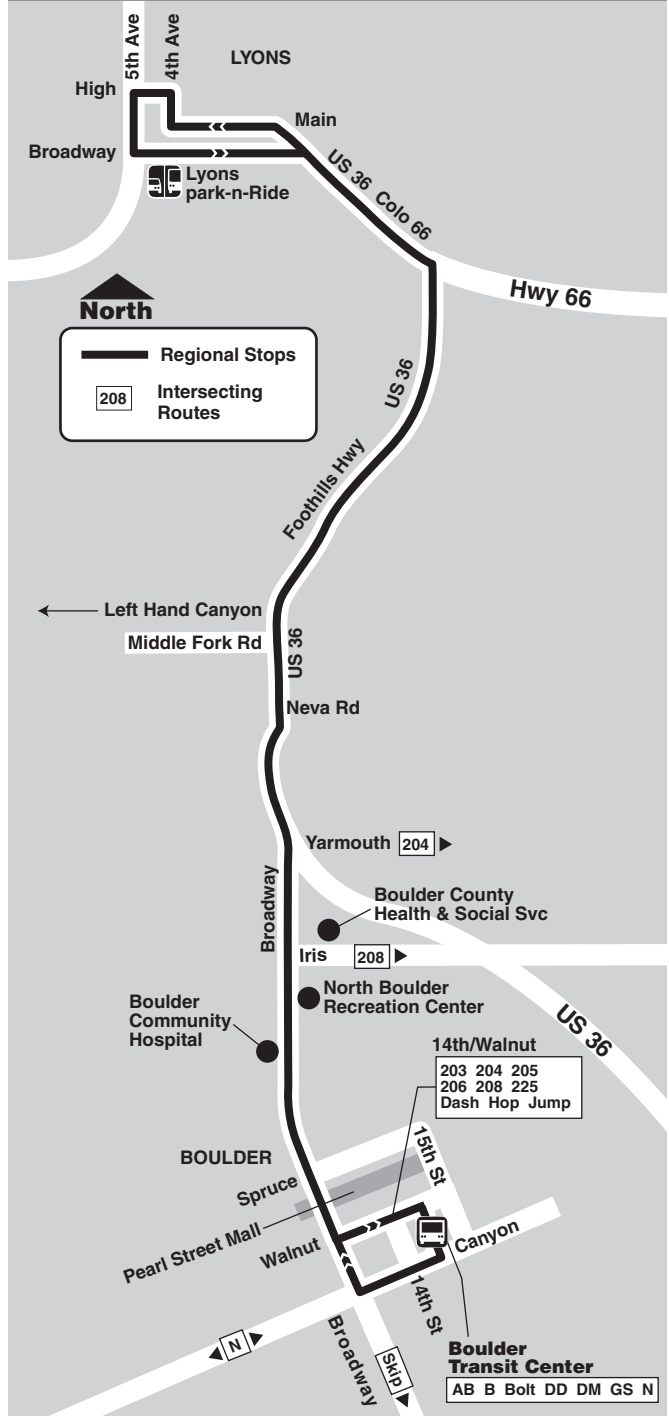 5th Ave
4th Ave
LYONS
High
Main
Broadway
Lyons
park-n-Ride
US 36 Colo 66
Hwy 66
North
Regional Stops
208
Intersecting
Routes
US 36
Foothills Hwy
Left Hand Canyon
Middle Fork Rd
US 36
Neva Rd
Yarmouth 204
Broadway
Boulder County
Health & Social Svc
Iris 208
North Boulder
Recreation Center
Boulder
Community
Hospital
US 36
14th/Walnut
203 204 205
206 208 225
Dash Hop Jump
BOULDER
15th St
Spruce
Pearl Street Mall
Walnut
Canyon
14th St
N
Broadway
Skip
Boulder
Transit Center
AB B Bolt DD DM GS N